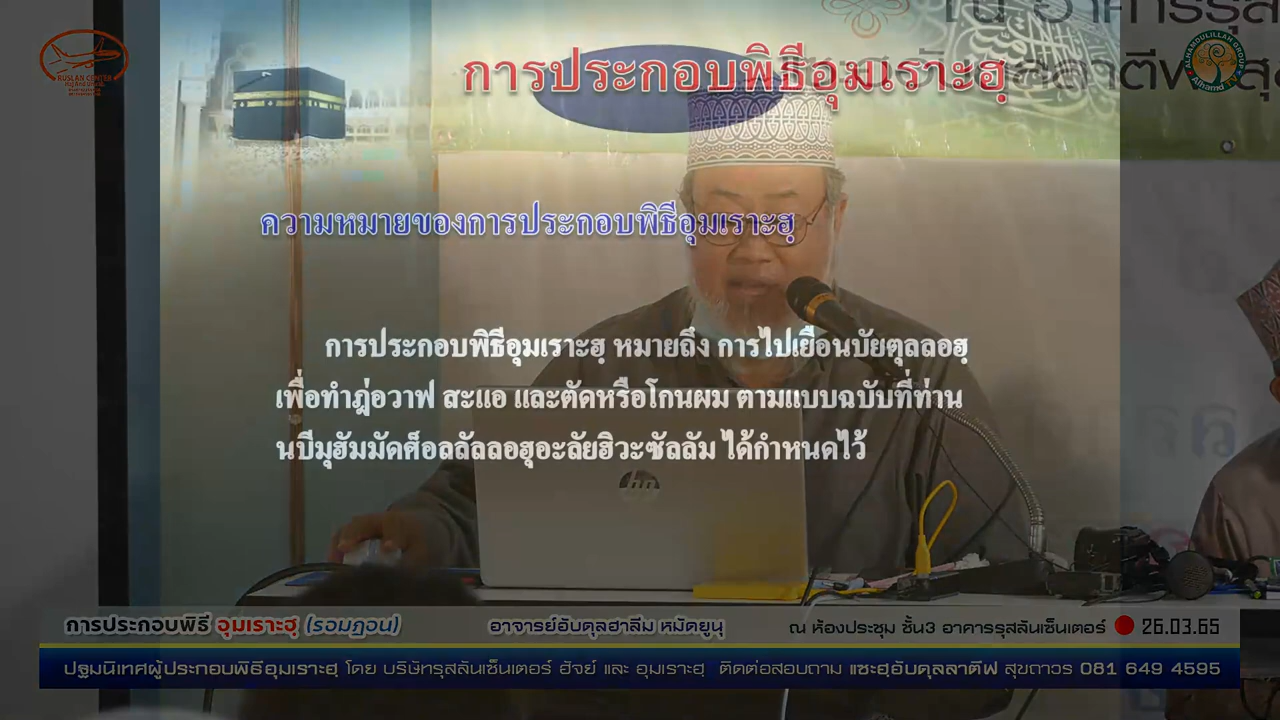 RUSLAN CENTER
ALHAMDULILLAH GROUP
การประกอบพิธีอุมเราะฮฺ
ความหมายของการประกอบพิธีอุมเราะฮฺ
การประกอบพิธีอุมเราะฮฺ หมายถึง การไปเยือนบัยตุลลอฮฺ
เพื่อทำฎ่อวาฟ สะแอ และตัดหรือโกนผม ตามแบบฉบับที่ท่าน
นบีมุฮัมมัดศ็อลลัลลอฮุอะลัยฮิวะซัลลัม ได้กำหนดไว้
hp
การประกอบพิธี อุมเราะฮฺ (รอมฎอน) อาจารย์อับดุลฮาลีม หมัดยูนุ ณ ห้องประชุม ชั้น3 อาคารรุสลันเซ็นเตอร์ 26.03.65
ปฐมนิเทศผู้ประกอบพิธีอุมเราะฮฺ โดย บริษัทรุสลันเซ็นเตอร์ ฮัจย์ และ อุมเราะฮฺ ติดต่อสอบถาม แซะฮฺอับดุลลาตีฟ สุขถาวร 081 649 4595